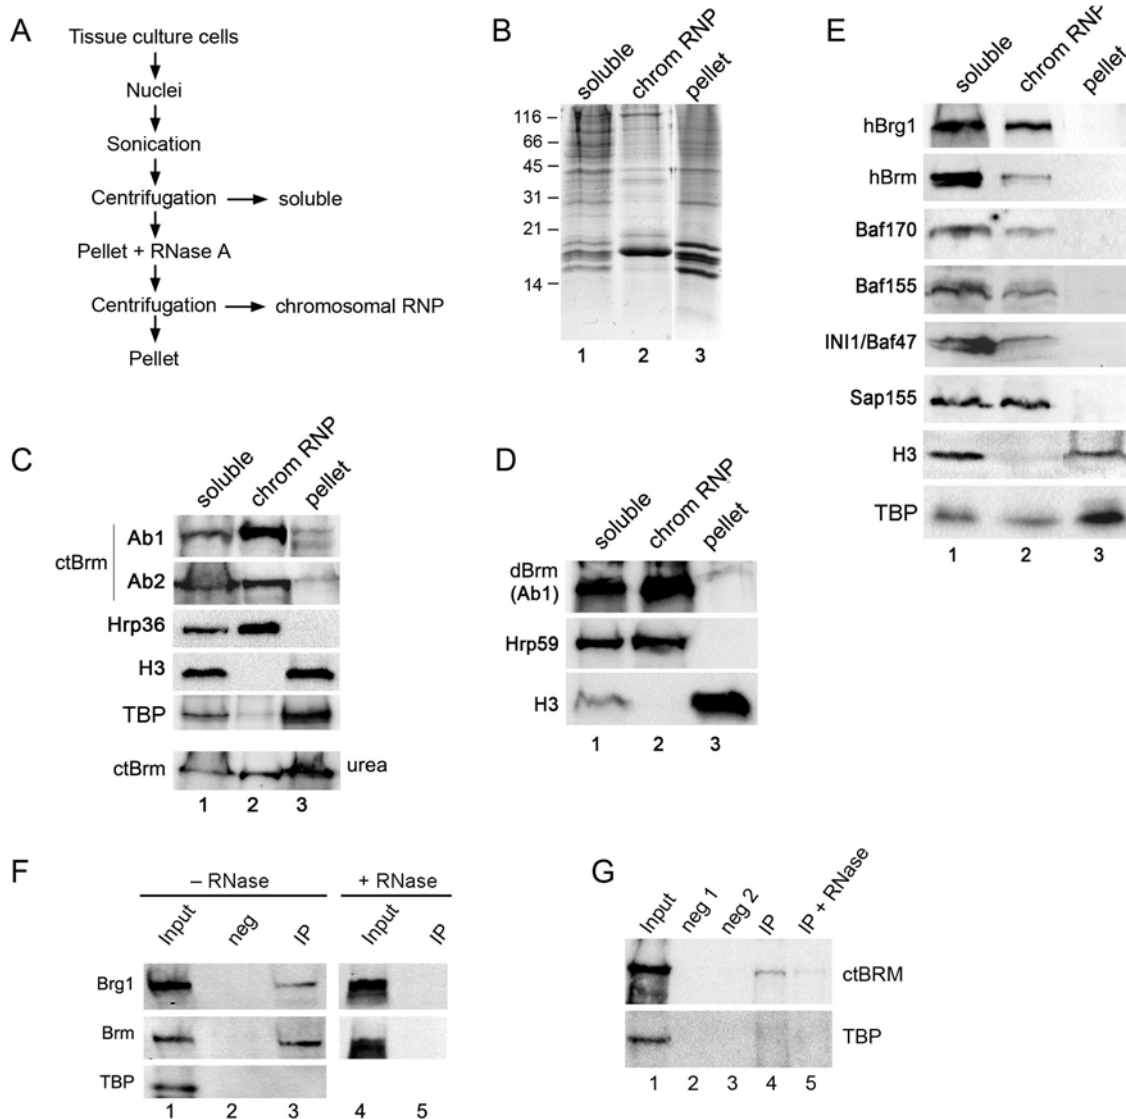 A
Tissue culture cells
Nuclei
Sonication
Centrifugation soluble
Pellet + RNase A
Centrifugation chromosomal RNP
Pellet
B
soluble chrom RNP pellet
116
66
45
31
21
14
1 2 3
C
soluble chrom RNP pellet
ctBrm
Ab1
Ab2
Hrp36
H3
TBP
ctBrm urea
1 2 3
D
soluble chrom RNP pellet
dBrm
(Ab1)
Hrp59
H3
1 2 3
E
soluble chrom RNP pellet
hBrg1
hBrm
Baf170
Baf155
INI1/Baf47
Sap155
H3
TBP
1 2 3
F
– RNase + RNase
Input neg IP Input IP
Brg1
Brm
TBP
1 2 3 4 5
G
Input neg 1 neg 2 IP IP + RNase
ctBRM
TBP
1 2 3 4 5